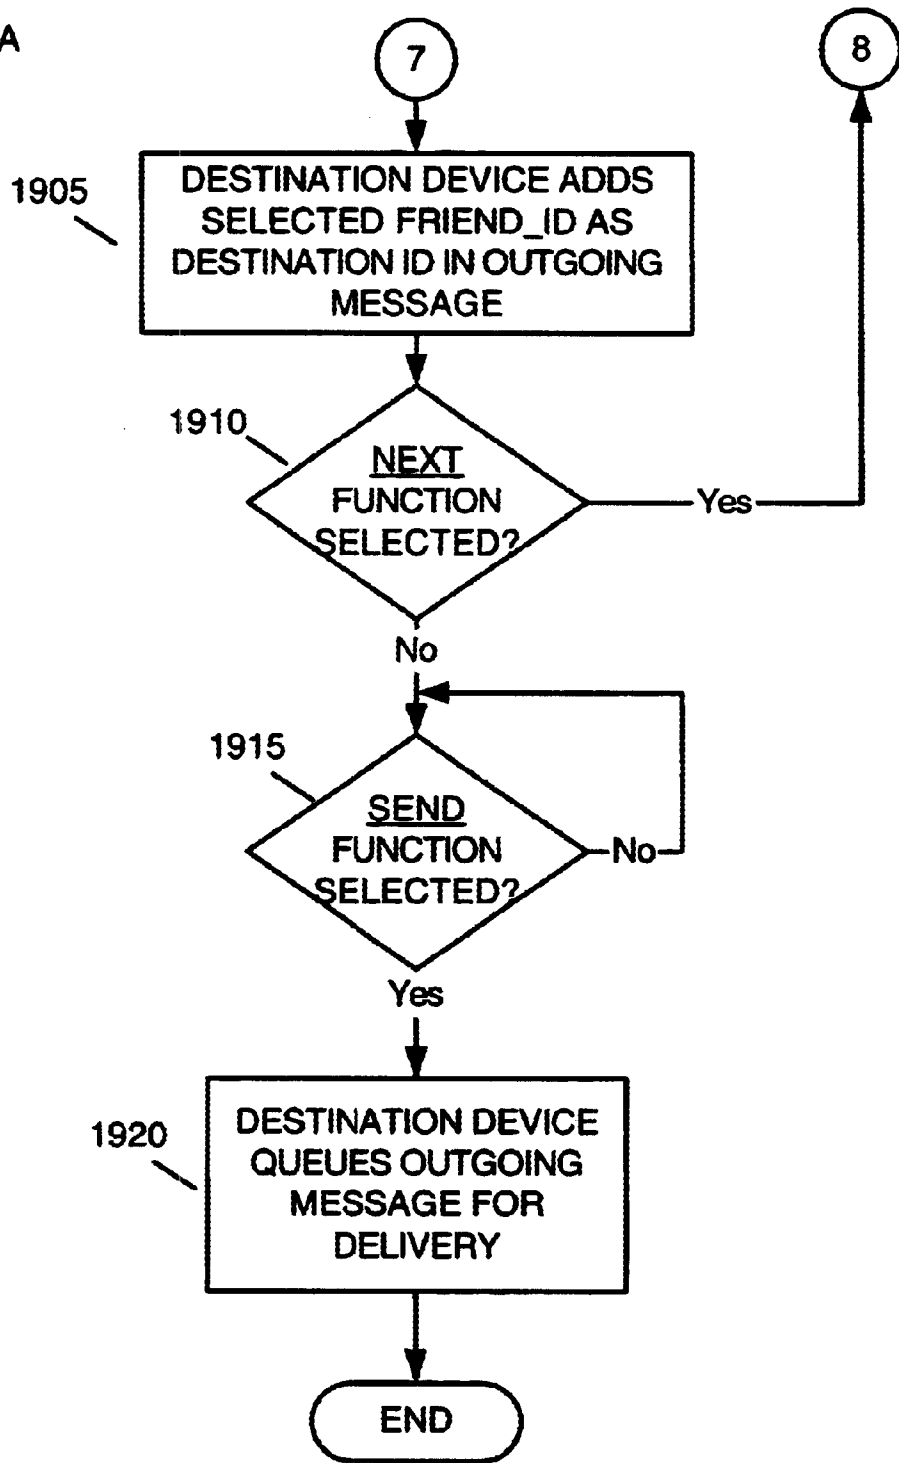 A
7
8
1905
DESTINATION DEVICE ADDS
SELECTED FRIEND_ID AS
DESTINATION ID IN OUTGOING
MESSAGE
1910
NEXT
FUNCTION
SELECTED?
Yes
No
1915
SEND
FUNCTION
SELECTED?
No
Yes
1920
DESTINATION DEVICE
QUEUES OUTGOING
MESSAGE FOR
DELIVERY
END